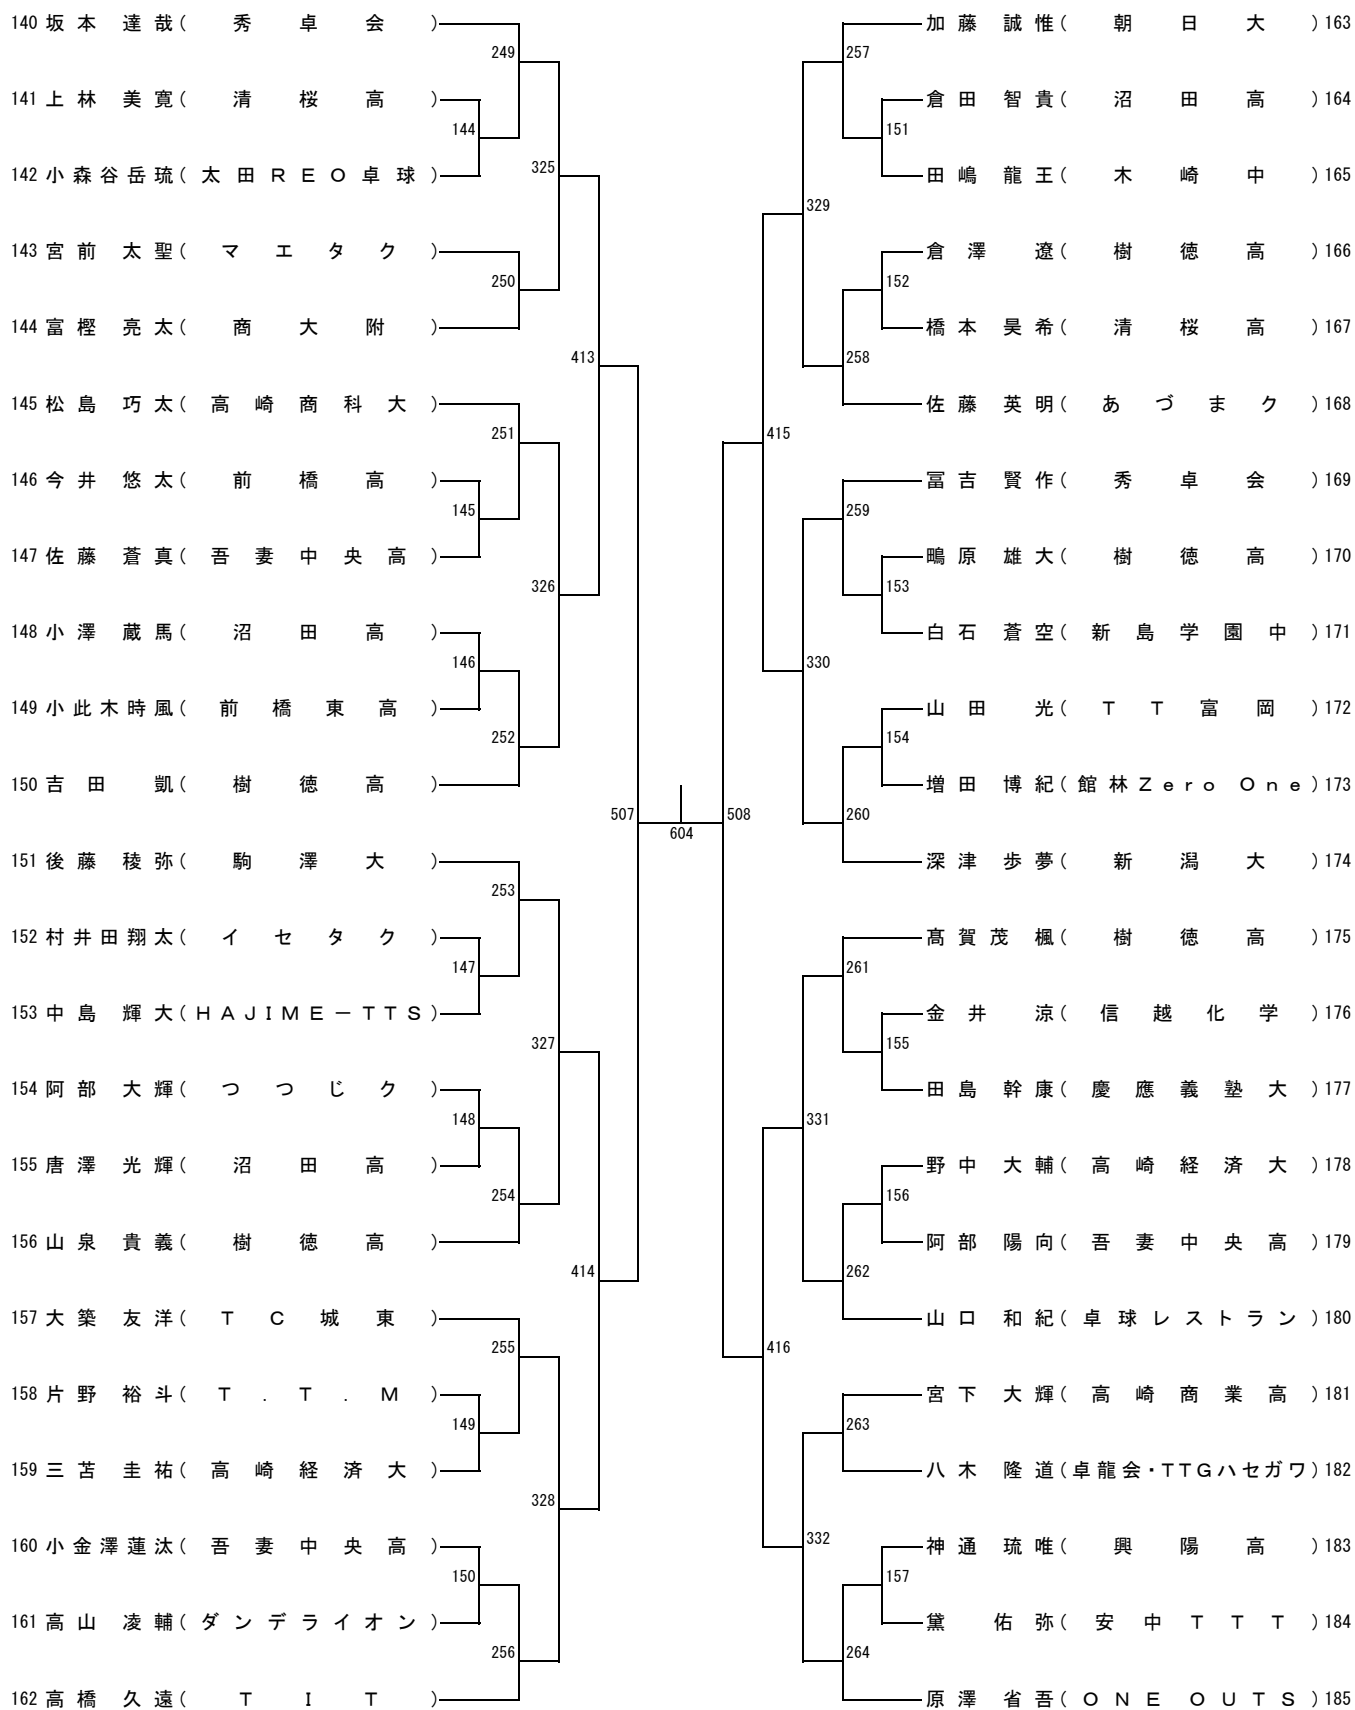 140 坂本 達哉 ( 秀卓会 )
249
141 上林 美寛 ( 清桜高 )
144
142 小森谷岳琉 ( 太田REO卓球 )
325
143 宮前 太聖 ( マエタク )
250
144 富樫 亮太 ( 商大附 )
413
145 松島 巧太 ( 高崎商科大 )
251
146 今井 悠太 ( 前橋高 )
145
147 佐藤 蒼真 ( 吾妻中央高 )
326
148 小澤 蔵馬 ( 沼田高 )
146
149 小此木時風 ( 前橋東高 )
252
150 吉田 凱 ( 樹徳高 )
507
151 後藤 稜弥 ( 駒澤大 )
253
152 村井田翔太 ( イセタク )
147
153 中島 輝大 ( HAJIME－TTS )
327
154 阿部 大輝 ( つつじク )
148
155 唐澤 光輝 ( 沼田高 )
254
156 山泉 貴義 ( 樹徳高 )
414
157 大築 友洋 ( TC城東 )
255
158 片野 裕斗 ( T.T.M )
149
159 三苫 圭祐 ( 高崎経済大 )
328
160 小金澤蓮汰 ( 吾妻中央高 )
150
161 高山 凌輔 ( ダンデライオン )
256
162 高橋 久遠 ( TIT )
604
加藤 誠惟 ( 朝日大 ) 163
257
倉田 智貴 ( 沼田高 ) 164
151
田嶋 龍王 ( 木崎中 ) 165
329
倉澤 遼 ( 樹徳高 ) 166
152
橋本 昊希 ( 清桜高 ) 167
258
佐藤 英明 ( あづまク ) 168
415
冨吉 賢作 ( 秀卓会 ) 169
259
鴫原 雄大 ( 樹徳高 ) 170
153
白石 蒼空 ( 新島学園中 ) 171
330
山田 光 ( TT富岡 ) 172
154
増田 博紀 ( 館林Zero One ) 173
508
260
深津 歩夢 ( 新潟大 ) 174
髙賀茂 楓 ( 樹徳高 ) 175
261
金井 涼 ( 信越化学 ) 176
155
田島 幹康 ( 慶應義塾大 ) 177
331
野中 大輔 ( 高崎経済大 ) 178
156
阿部 陽向 ( 吾妻中央高 ) 179
262
山口 和紀 ( 卓球レストラン ) 180
416
宮下 大輝 ( 高崎商業高 ) 181
263
八木 隆道 ( 卓龍会・TTGハセガワ ) 182
332
神通 琉唯 ( 興陽高 ) 183
157
黛 佑弥 ( 安中TTT ) 184
264
原澤 省吾 ( ONE OUTS ) 185